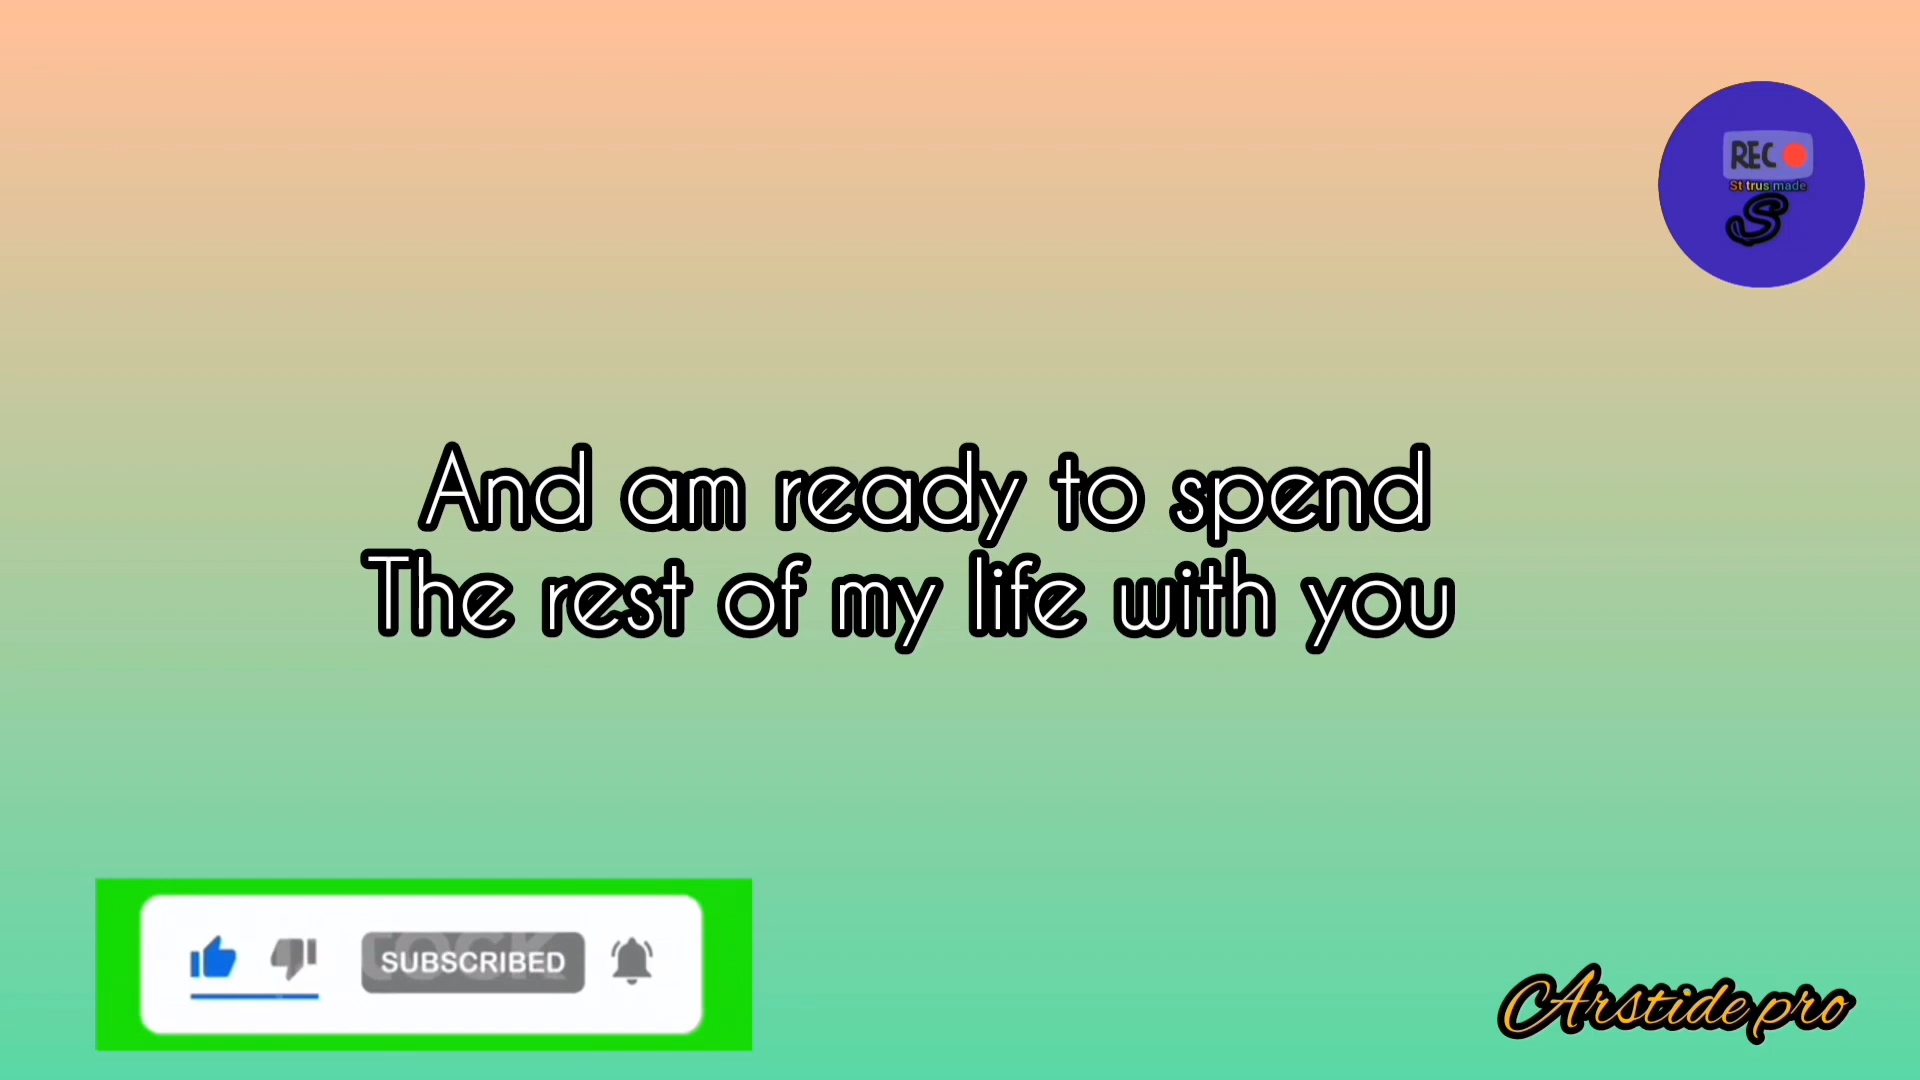 REC
St trus made
S
And am ready to spend
The rest of my life with you
SUBSCRIBED
Arstide pro